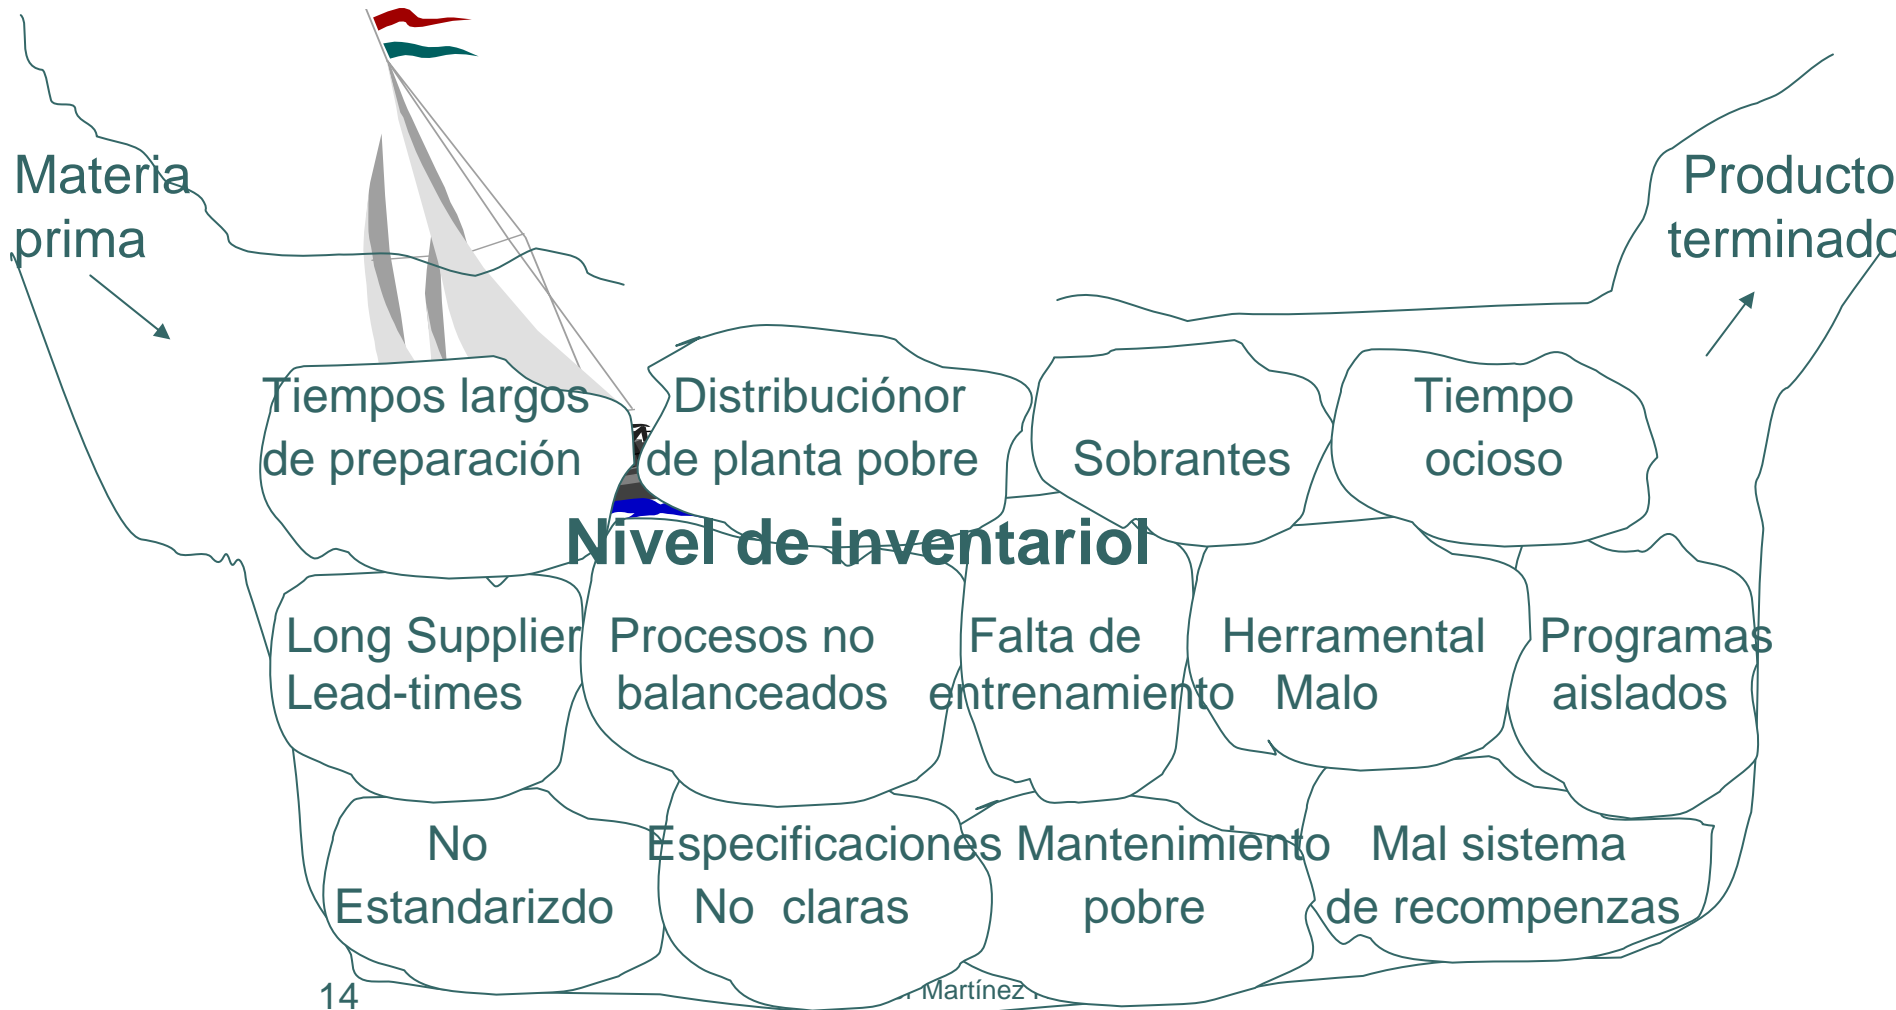 Materia
prima
Producto
terminado
Tiempos largos
de preparación
Distribuciónor
de planta pobre
Sobrantes
Tiempo
ocioso
Nivel de inventariol
Long Supplier
Lead-times
Procesos no
balanceados
Falta de
entrenamiento
Herramental
Malo
Programas
aislados
No
Estandarizdo
Especificaciones
No claras
Mantenimiento
pobre
Mal sistema
de recompenzas
14
Martínez